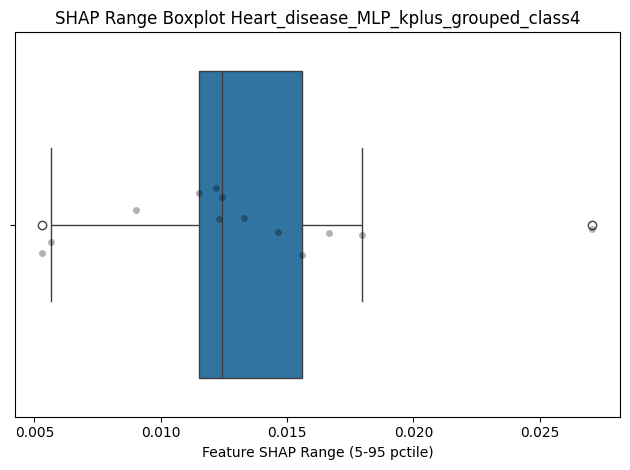 SHAP Range Boxplot Heart_disease_MLP_kplus_grouped_class4
0.005 0.010 0.015 0.020 0.025
Feature SHAP Range (5-95 pctile)